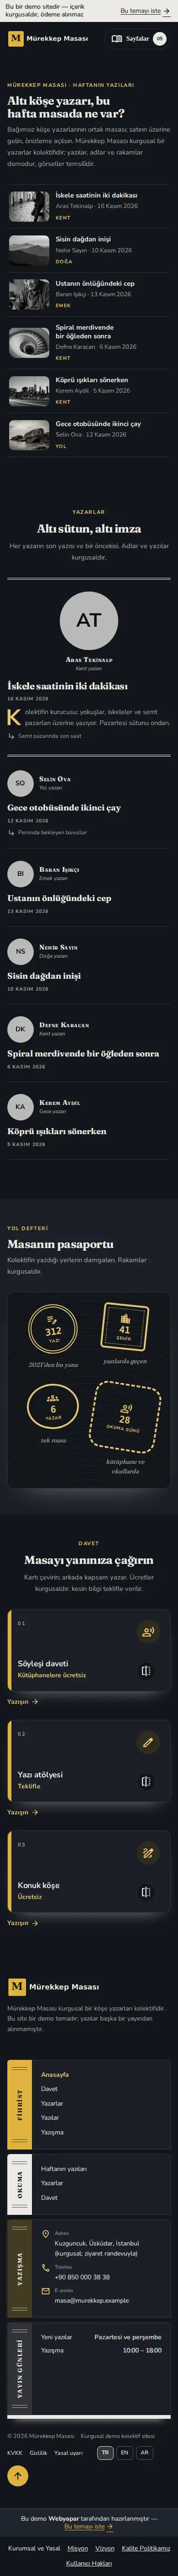 Bu bir demo sitedir — içerik
kurgusaldır, ödeme alınmaz
Bu temayı iste →
M Mürekkep Masası
Sayfalar 05
MÜREKKEP MASASI · HAFTANIN YAZILARI
Altı köşe yazarı, bu
hafta masada ne var?
Bağımsız köşe yazarlarının ortak masası, kentin üzerine
değil, önüne açılsın. Mürekkep Masası kurgusal bir köşe
yazarlar kolektifidir; yazılar, adlar ve rakamlar
demodur, görseller temsilidir.
İskele saatinin iki dakikası
Aras Tekinalp · 16 Kasım 2026
KENT
Sisin dağdan inişi
Nehir Sayın · 10 Kasım 2026
DOĞA
Ustanın önlüğündeki cep
Baran Işıkçı · 13 Kasım 2026
EMEK
Spiral merdivende
bir öğleden sonra
Defne Karacan · 6 Kasım 2026
KENT
Köprü ışıkları sönerken
Kerem Aydil · 5 Kasım 2026
KENT
Gece otobüsünde ikinci çay
Selin Ova · 12 Kasım 2026
YOL
YAZARLAR
Altı sütun, altı imza
Her yazarın son yazısı ve bir öncekisi. Adlar ve yazılar
kurgusaldır.
AT
Aras Tekinalp
Kent yazarı
İskele saatinin iki dakikası
16 KASIM 2026
Kolektifin kurucusu; yokuşlar, iskeleler ve semt
pazarları üzerine yazıyor. Pazartesi sütunu ondan.
Semt pazarında son saat
SO
Selin Ova
Yol yazarı
Gece otobüsünde ikinci çay
12 KASIM 2026
Peronda bekleyen bavullar
BI
Baran Işıkçı
Emek yazarı
Ustanın önlüğündeki cep
13 KASIM 2026
NS
Nehir Sayın
Doğa yazarı
Sisin dağdan inişi
10 KASIM 2026
DK
Defne Karacan
Kent yazarı
Spiral merdivende bir öğleden sonra
6 KASIM 2026
KA
Kerem Aydil
Gece yazarı
Köprü ışıkları sönerken
5 KASIM 2026
YOL DEFTERİ
Masanın pasaportu
Kolektifin yazdığı yerlerin damgaları. Rakamlar
kurgusaldır.
312
YAZI
2021'den bu yana
41
ŞEHİR
yazılarda geçen
6
YAZAR
tek masa
28
OKUMA GÜNÜ
kütüphane ve
okullarda
DAVET
Masayı yanınıza çağırın
Kart çevirin; arkada kapsam yazar. Ücretler
kurgusaldır, kesin bilgi teklifle verilir.
01
Söyleşi daveti
Kütüphanelere ücretsiz
Yazışın →
02
Yazı atölyesi
Teklifle
Yazışın →
03
Konuk köşe
Ücretsiz
Yazışın →
M Mürekkep Masası
Mürekkep Masası kurgusal bir köşe yazarları kolektifidir.
Bu site bir demo temadır; yazılar başka bir yayından
alınmamıştır.
FİHRİST
Anasayfa
Davet
Yazarlar
Yazılar
Yazışma
OKUMA
Haftanın yazıları
Yazarlar
Davet
YAZIŞMA
Adres
Kuzguncuk, Üsküdar, İstanbul
(kurgusal; ziyaret randevuyla)
Telefon
+90 850 000 38 38
E-posta
masa@murekkep.example
YAYIN GÜNLERİ
Yeni yazılar Pazartesi ve perşembe
Yazışma 10:00 – 18:00
© 2026 Mürekkep Masası Kurgusal demo kolektif sitesi
KVKK Gizlilik Yasal uyarı TR EN AR
Bu demo Webyapar tarafından hazırlanmıştır —
Bu temayı iste →
Kurumsal ve Yasal Misyon Vizyon Kalite Politikamız
Kullanıcı Hakları